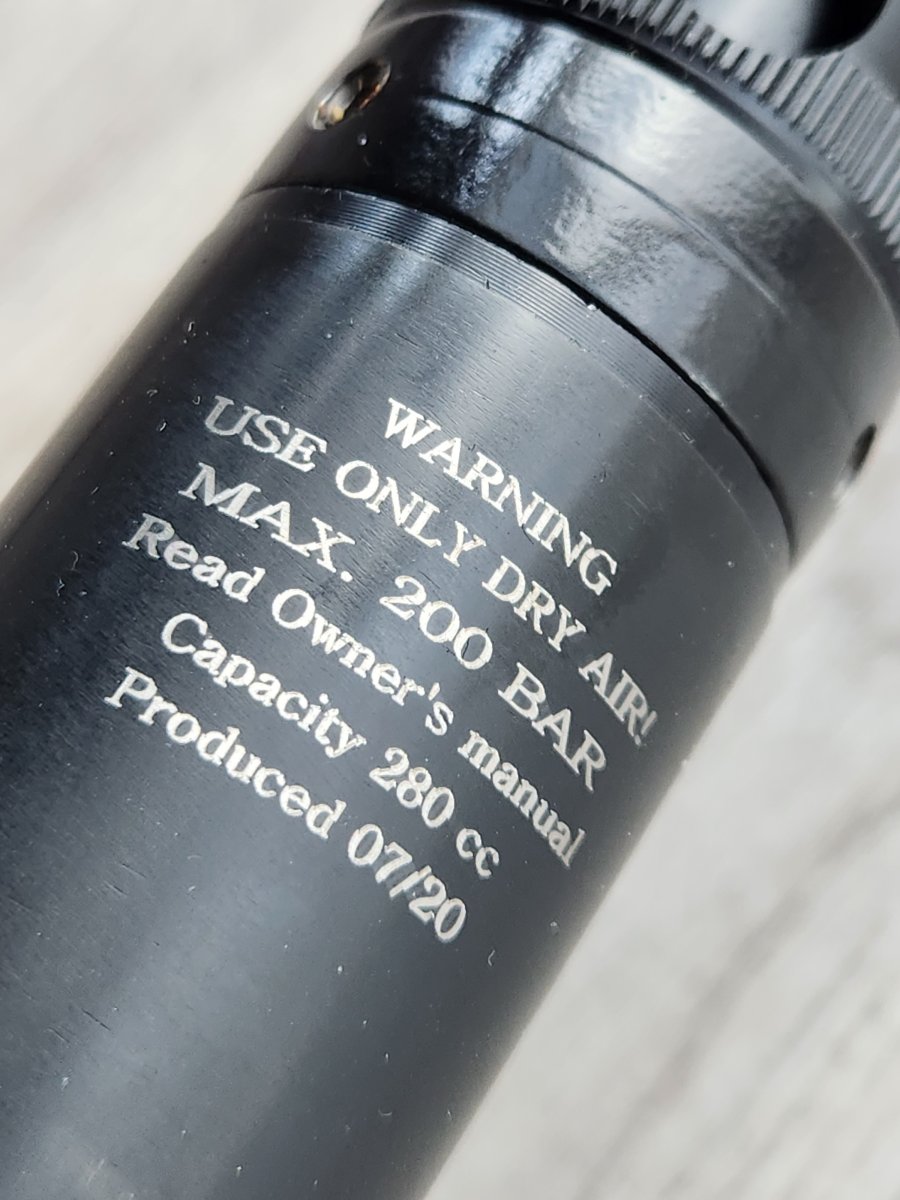 WARNING
USE ONLY DRY AIR!
MAX. 200 BAR
Read Owner's manual
Capacity 280 cc
Produced 07/20